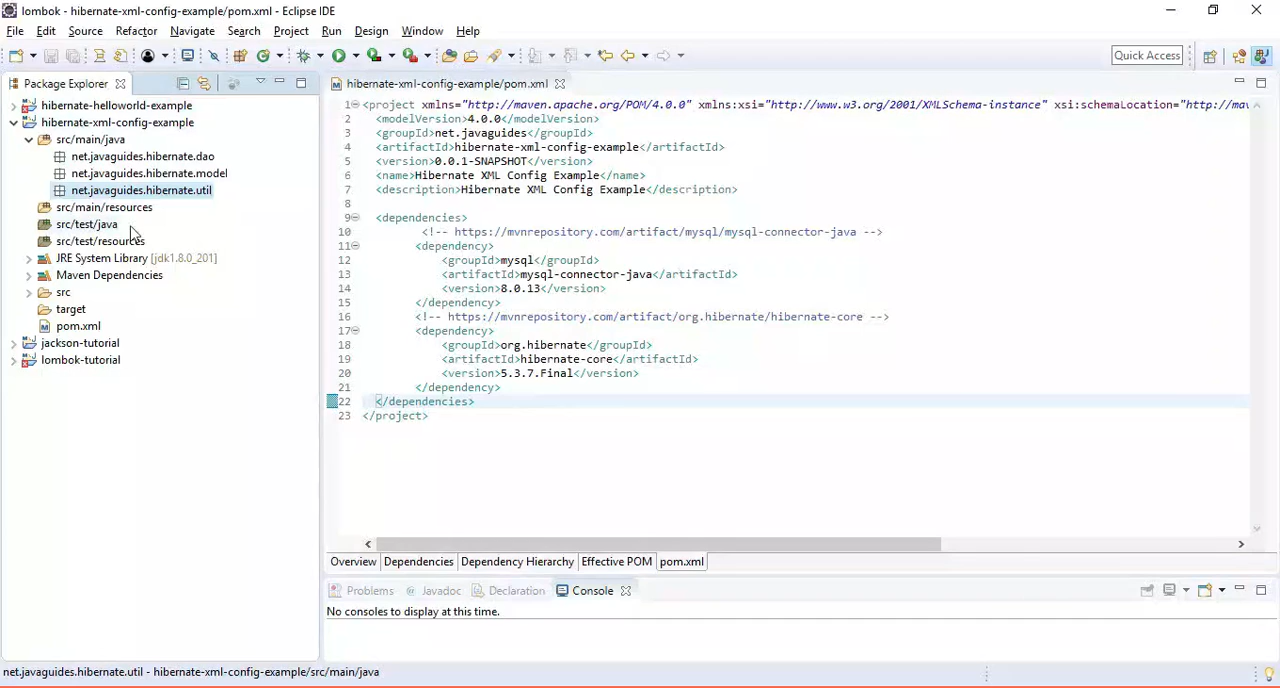 lombok - hibernate-xml-config-example/pom.xml - Eclipse IDE
File Edit Source Refactor Navigate Search Project Run Design Window Help
Quick Access
Package Explorer
hibernate-helloworld-example
hibernate-xml-config-example
src/main/java
net.javaguides.hibernate.dao
net.javaguides.hibernate.model
net.javaguides.hibernate.util
src/main/resources
src/test/java
src/test/resources
JRE System Library [jdk1.8.0_201]
Maven Dependencies
src
target
pom.xml
jackson-tutorial
lombok-tutorial
hibernate-xml-config-example/pom.xml
1 <project xmlns="http://maven.apache.org/POM/4.0.0" xmlns:xsi="http://www.w3.org/2001/XMLSchema-instance" xsi:schemaLocation="http://mav
2 <modelVersion>4.0.0</modelVersion>
3 <groupId>net.javaguides</groupId>
4 <artifactId>hibernate-xml-config-example</artifactId>
5 <version>0.0.1-SNAPSHOT</version>
6 <name>Hibernate XML Config Example</name>
7 <description>Hibernate XML Config Example</description>
8
9 <dependencies>
10 <!-- https://mvnrepository.com/artifact/mysql/mysql-connector-java -->
11 <dependency>
12 <groupId>mysql</groupId>
13 <artifactId>mysql-connector-java</artifactId>
14 <version>8.0.13</version>
15 </dependency>
16 <!-- https://mvnrepository.com/artifact/org.hibernate/hibernate-core -->
17 <dependency>
18 <groupId>org.hibernate</groupId>
19 <artifactId>hibernate-core</artifactId>
20 <version>5.3.7.Final</version>
21 </dependency>
22 </dependencies>
23 </project>
Overview Dependencies Dependency Hierarchy Effective POM pom.xml
Problems Javadoc Declaration Console
No consoles to display at this time.
net.javaguides.hibernate.util - hibernate-xml-config-example/src/main/java